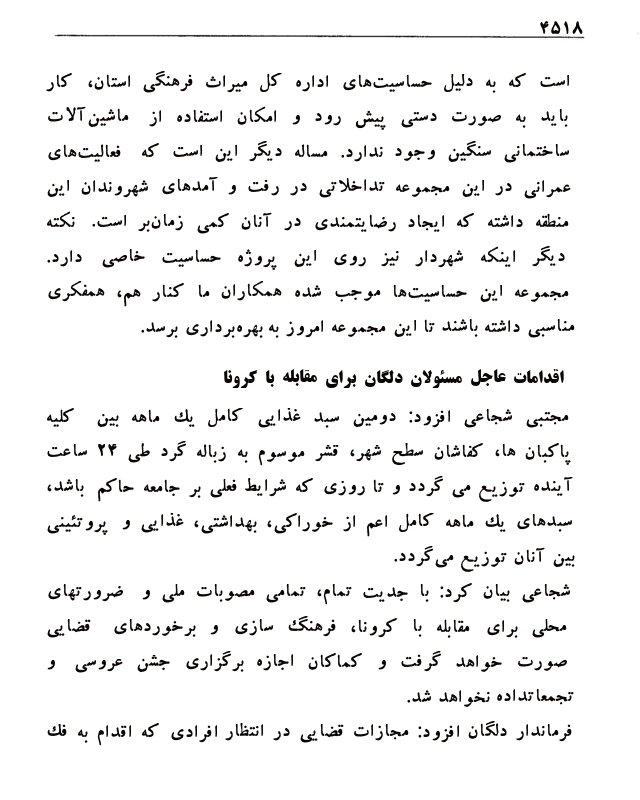 ۴۵۱۸
است که به دلیل حساسیت‌های اداره کل میراث فرهنگی استان، کار
باید به صورت دستی پیش رود و امکان استفاده از ماشین‌آلات
ساختمانی سنگین وجود ندارد. مساله دیگر این است که فعالیت‌های
عمرانی در این مجموعه تداخلاتی در رفت و آمدهای شهروندان این
منطقه داشته که ایجاد رضایتمندی در آنان کمی زمان‌بر است. نکته
دیگر اینکه شهردار نیز روی این پروژه حساسیت خاصی دارد.
مجموعه این حساسیت‌ها موجب شده همکاران ما کنار هم، همفکری
مناسبی داشته باشند تا این مجموعه امروز به بهره‌برداری برسد.
اقدامات عاجل مسئولان دلگان برای مقابله با کرونا
مجتبی شجاعی افزود: دومین سبد غذایی کامل یك ماهه بین کلیه
پاکبان ها، کفاشان سطح شهر، قشر موسوم به زباله گرد طی ۲۴ ساعت
آینده توزیع می گردد و تا روزی که شرایط فعلی بر جامعه حاکم باشد،
سبدهای یك ماهه کامل اعم از خوراکی، بهداشتی، غذایی و پروتئینی
بین آنان توزیع می‌گردد.
شجاعی بیان کرد: با جدیت تمام، تمامی مصوبات ملی و ضرورتهای
محلی برای مقابله با کرونا، فرهنگ سازی و برخوردهای قضایی
صورت خواهد گرفت و کماکان اجازه برگزاری جشن عروسی و
تجمعاتداده نخواهد شد.
فرماندار دلگان افزود: مجازات قضایی در انتظار افرادی که اقدام به فك